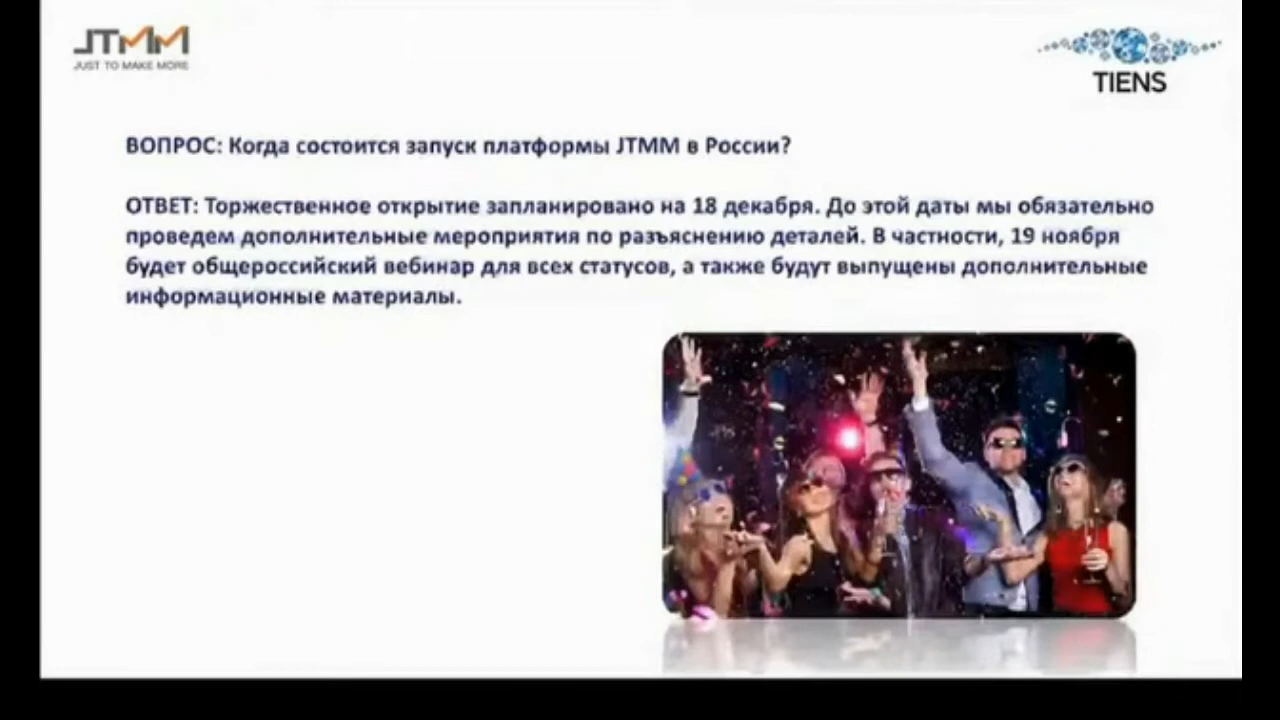 JTMM
JUST TO MAKE MORE
TIENS
ВОПРОС: Когда состоится запуск платформы JTMM в России?
ОТВЕТ: Торжественное открытие запланировано на 18 декабря. До этой даты мы обязательно
проведем дополнительные мероприятия по разъяснению деталей. В частности, 19 ноября
будет общероссийский вебинар для всех статусов, а также будут выпущены дополнительные
информационные материалы.